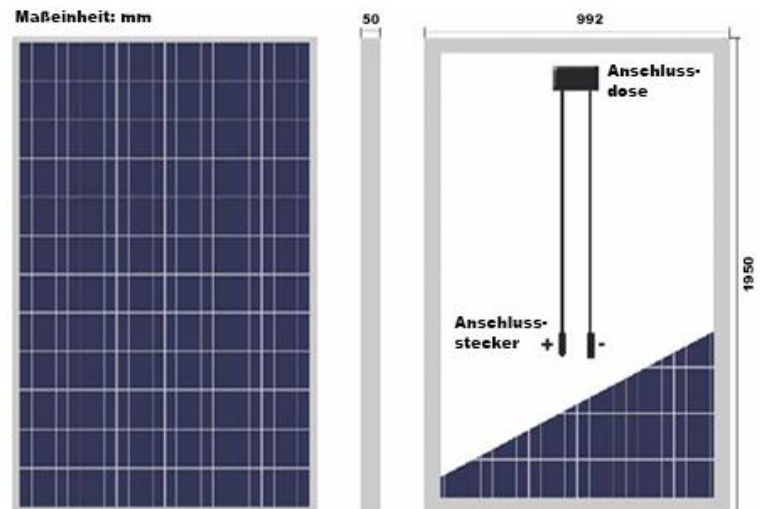 Maßeinheit: mm
50
992
Anschluss-
dose
1950
Anschluss-
stecker
+
-